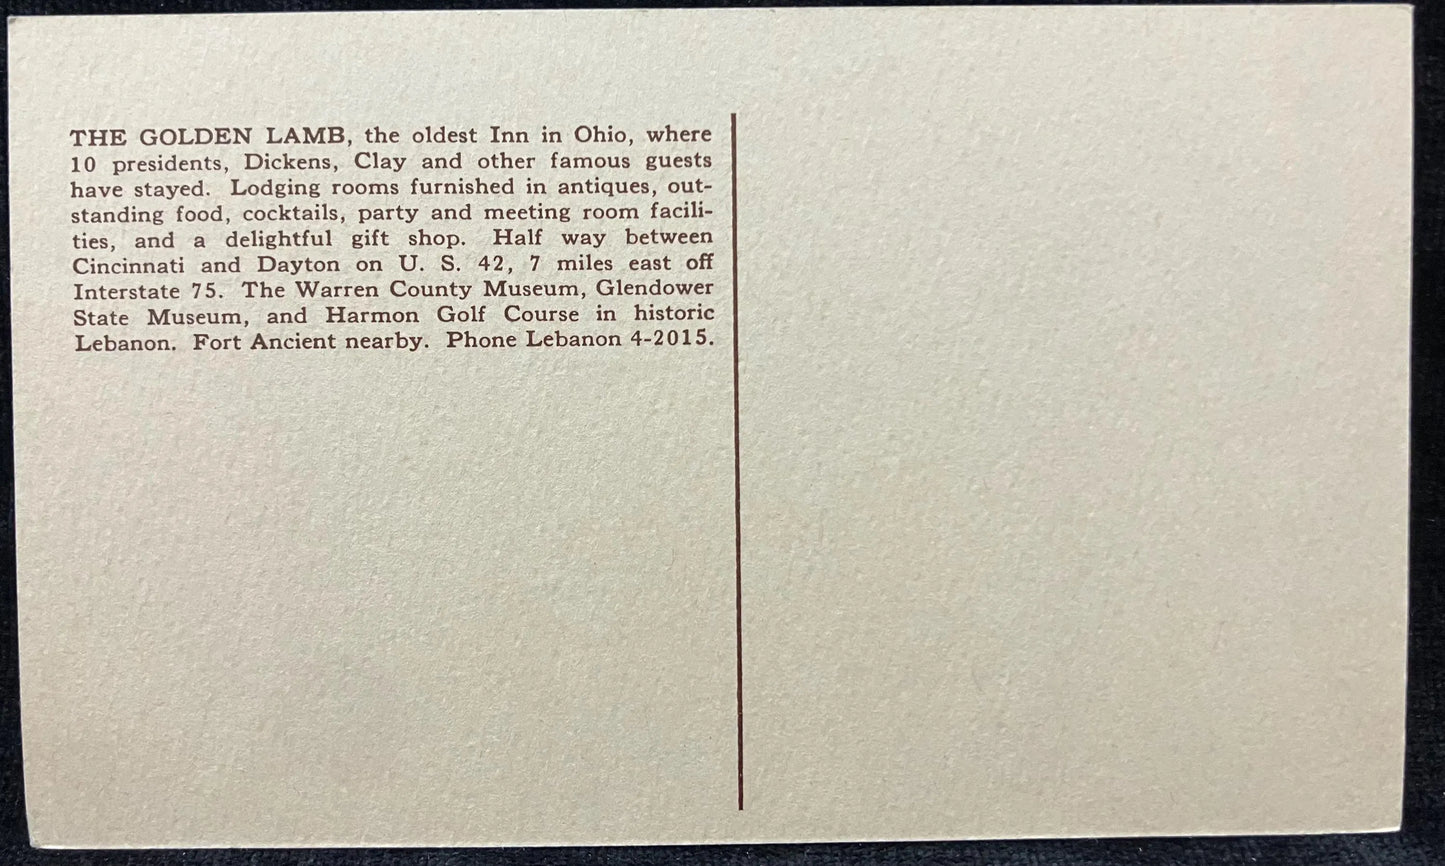 THE GOLDEN LAMB, the oldest Inn in Ohio, where
10 presidents, Dickens, Clay and other famous guests
have stayed. Lodging rooms furnished in antiques, out-
standing food, cocktails, party and meeting room facili-
ties, and a delightful gift shop. Half way between
Cincinnati and Dayton on U. S. 42, 7 miles east off
Interstate 75. The Warren County Museum, Glendower
State Museum, and Harmon Golf Course in historic
Lebanon. Fort Ancient nearby. Phone Lebanon 4-2015.